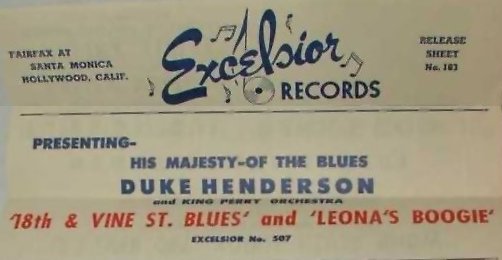 FAIRFAX AT
SANTA MONICA
HOLLYWOOD, CALIF.
Excelsior
RECORDS
RELEASE
SHEET
No. 102
PRESENTING-
HIS MAJESTY-OF THE BLUES
DUKE HENDERSON
and KING PERRY ORCHESTRA
'18th & VINE ST. BLUES' and 'LEONA'S BOOGIE'
EXCELSIOR No. 507